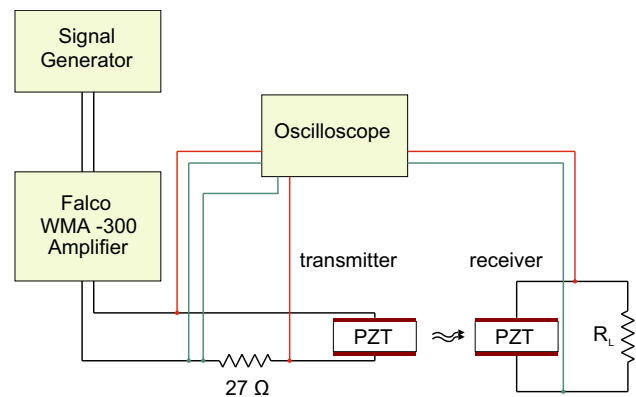 Signal
Generator
Oscilloscope
Falco
WMA -300
Amplifier
transmitter
receiver
PZT
PZT
R_L
27 Ω